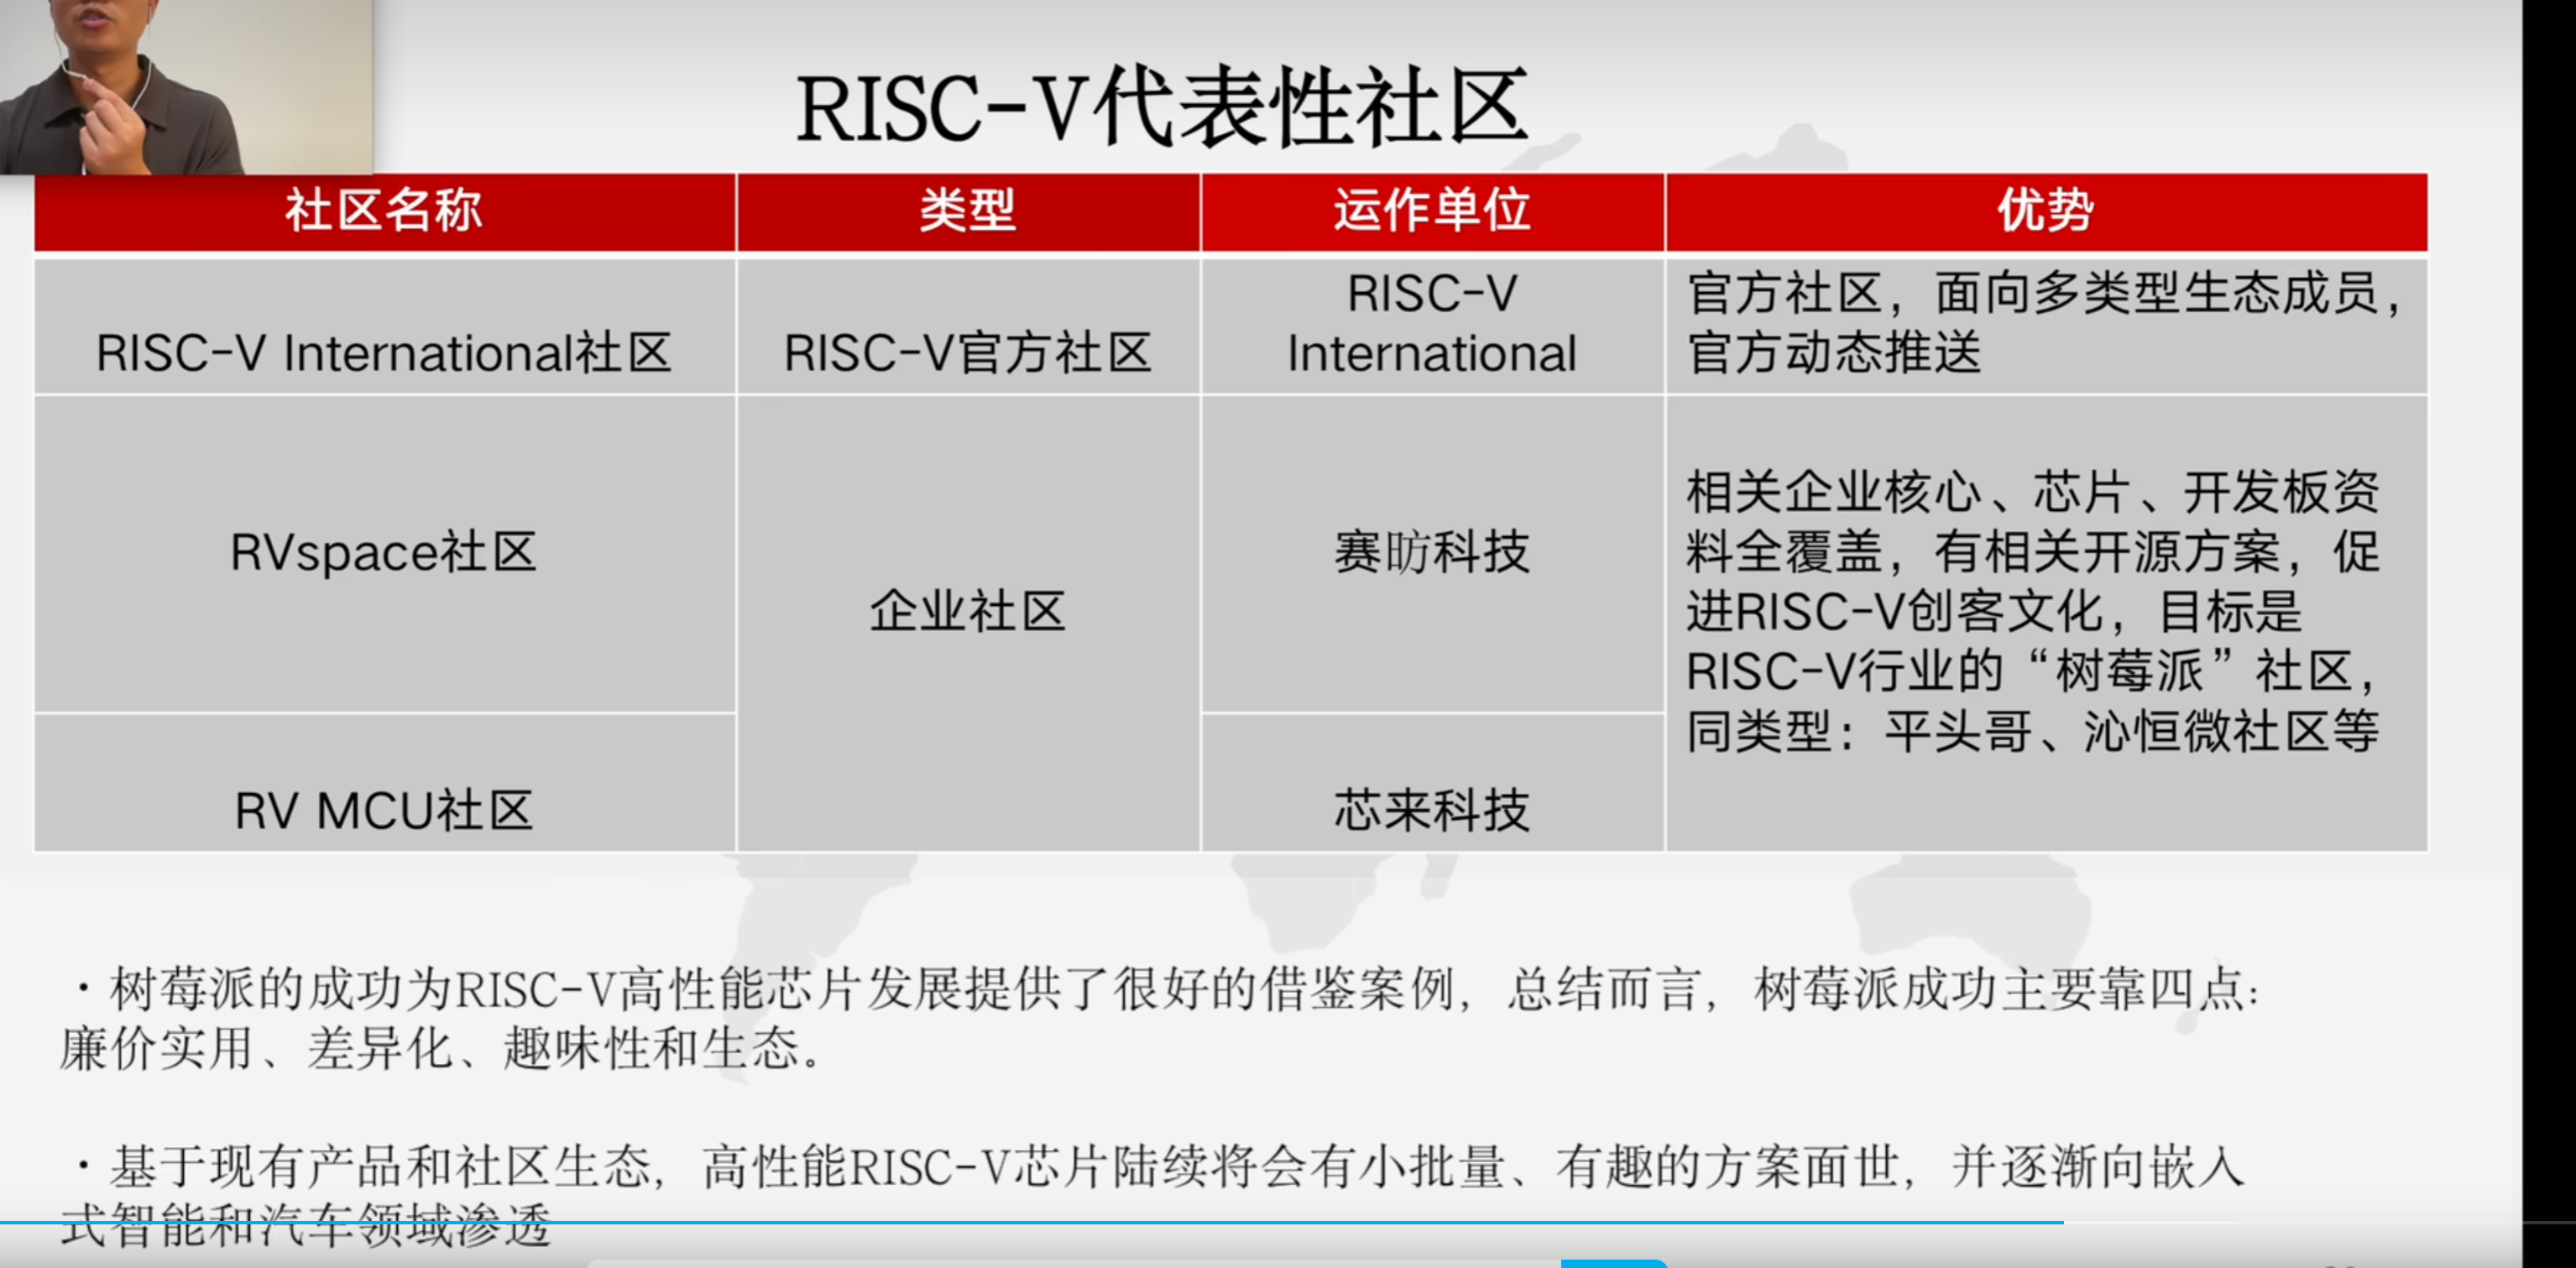 RISC-V代表性社区
社区名称 类型 运作单位 优势
RISC-V International社区 RISC-V官方社区 RISC-V
International 官方社区，面向多类型生态成员，
官方动态推送
RVspace社区 企业社区 赛昉科技 相关企业核心、芯片、开发板资
料全覆盖，有相关开源方案，促
进RISC-V创客文化，目标是
RISC-V行业的“树莓派”社区，
同类型：平头哥、沁恒微社区等
RV MCU社区 芯来科技
·树莓派的成功为RISC-V高性能芯片发展提供了很好的借鉴案例，总结而言，树莓派成功主要靠四点：
廉价实用、差异化、趣味性和生态。
·基于现有产品和社区生态，高性能RISC-V芯片陆续将会有小批量、有趣的方案面世，并逐渐向嵌入
式智能和汽车领域渗透